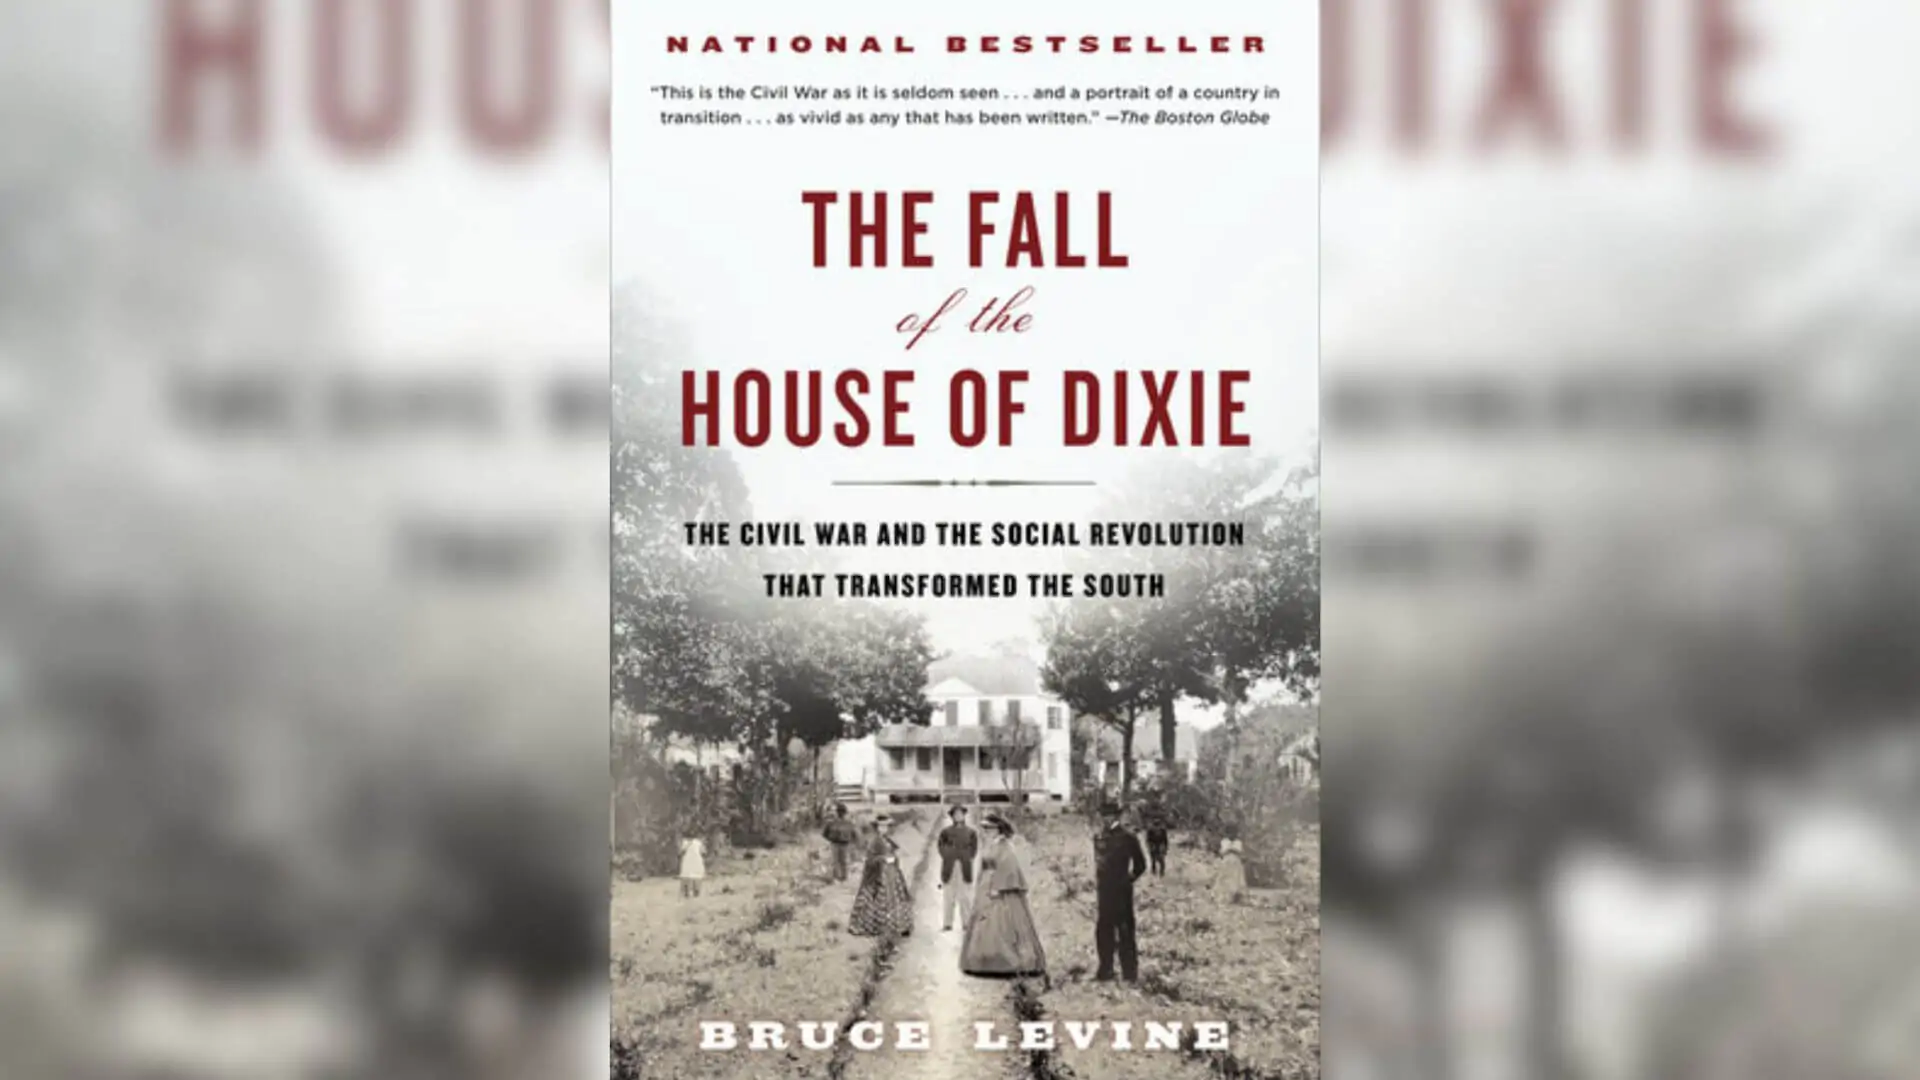 NATIONAL BESTSELLER
“This is the Civil War as it is seldom seen . . . and a portrait of a country in
transition . . . as vivid as any that has been written.” —The Boston Globe
THE FALL
of the
HOUSE OF DIXIE
THE CIVIL WAR AND THE SOCIAL REVOLUTION
THAT TRANSFORMED THE SOUTH
BRUCE LEVINE
HOUS
DIXIE